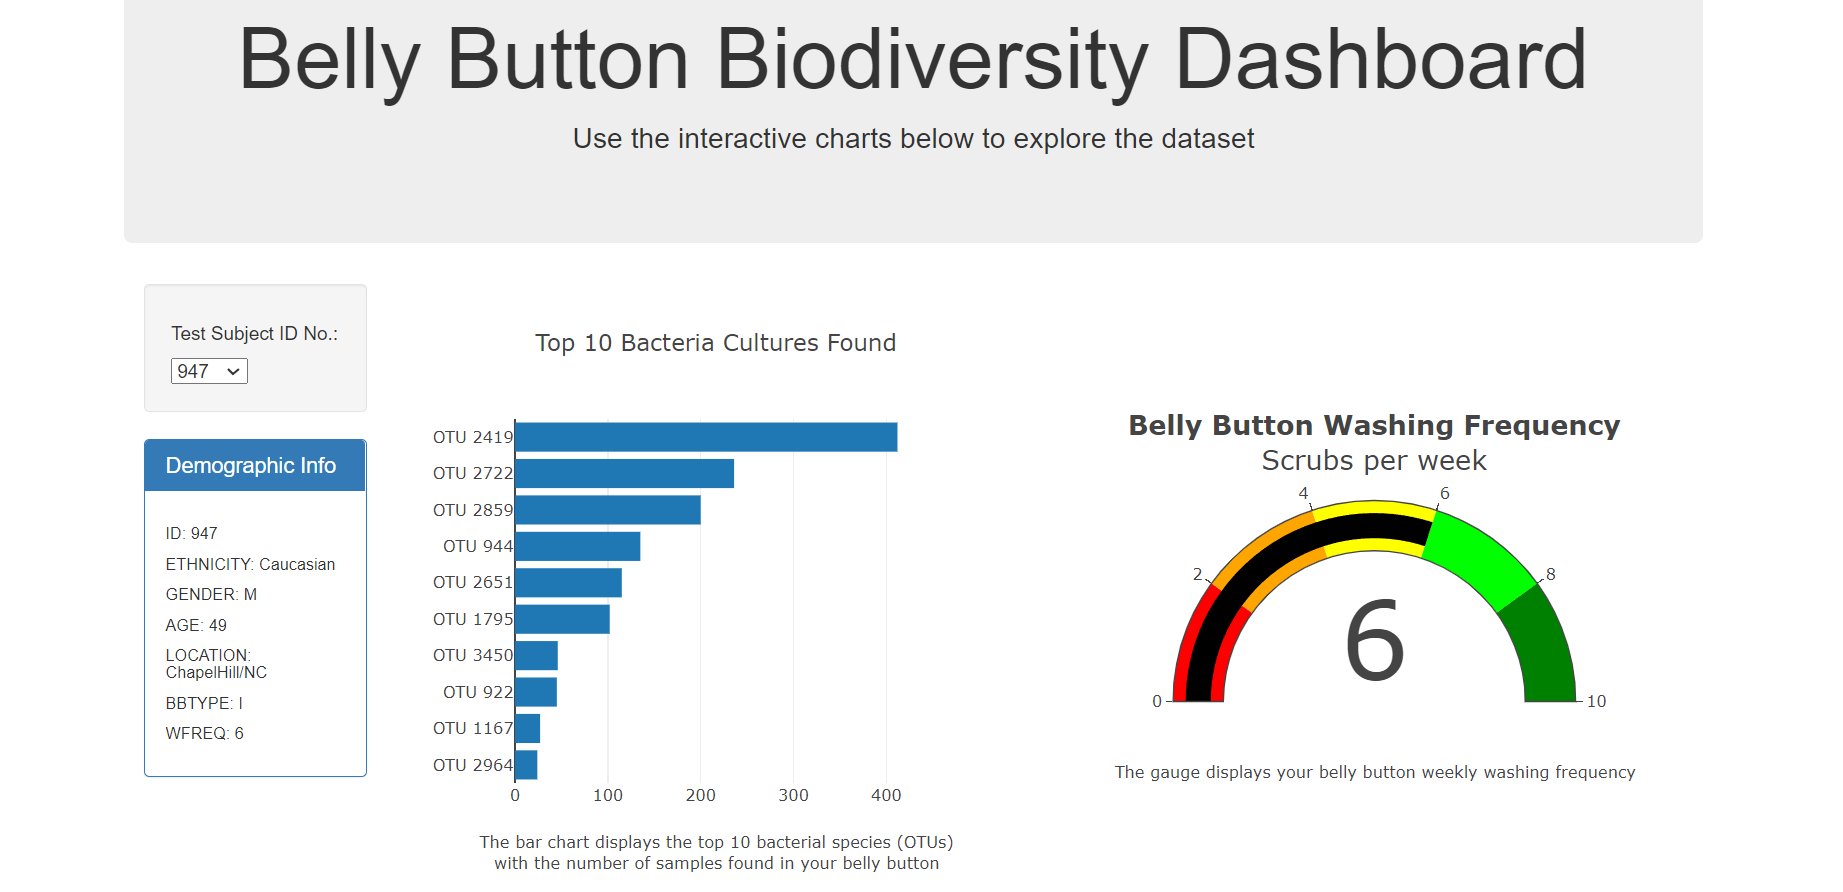 Belly Button Biodiversity Dashboard
Use the interactive charts below to explore the dataset
Test Subject ID No.:
947
Demographic Info
ID: 947
ETHNICITY: Caucasian
GENDER: M
AGE: 49
LOCATION:
ChapelHill/NC
BBTYPE: I
WFREQ: 6
Top 10 Bacteria Cultures Found
OTU 2419
OTU 2722
OTU 2859
OTU 944
OTU 2651
OTU 1795
OTU 3450
OTU 922
OTU 1167
OTU 2964
0 100 200 300 400
The bar chart displays the top 10 bacterial species (OTUs)
with the number of samples found in your belly button
Belly Button Washing Frequency
Scrubs per week
0
2
4
6
8
10
6
The gauge displays your belly button weekly washing frequency